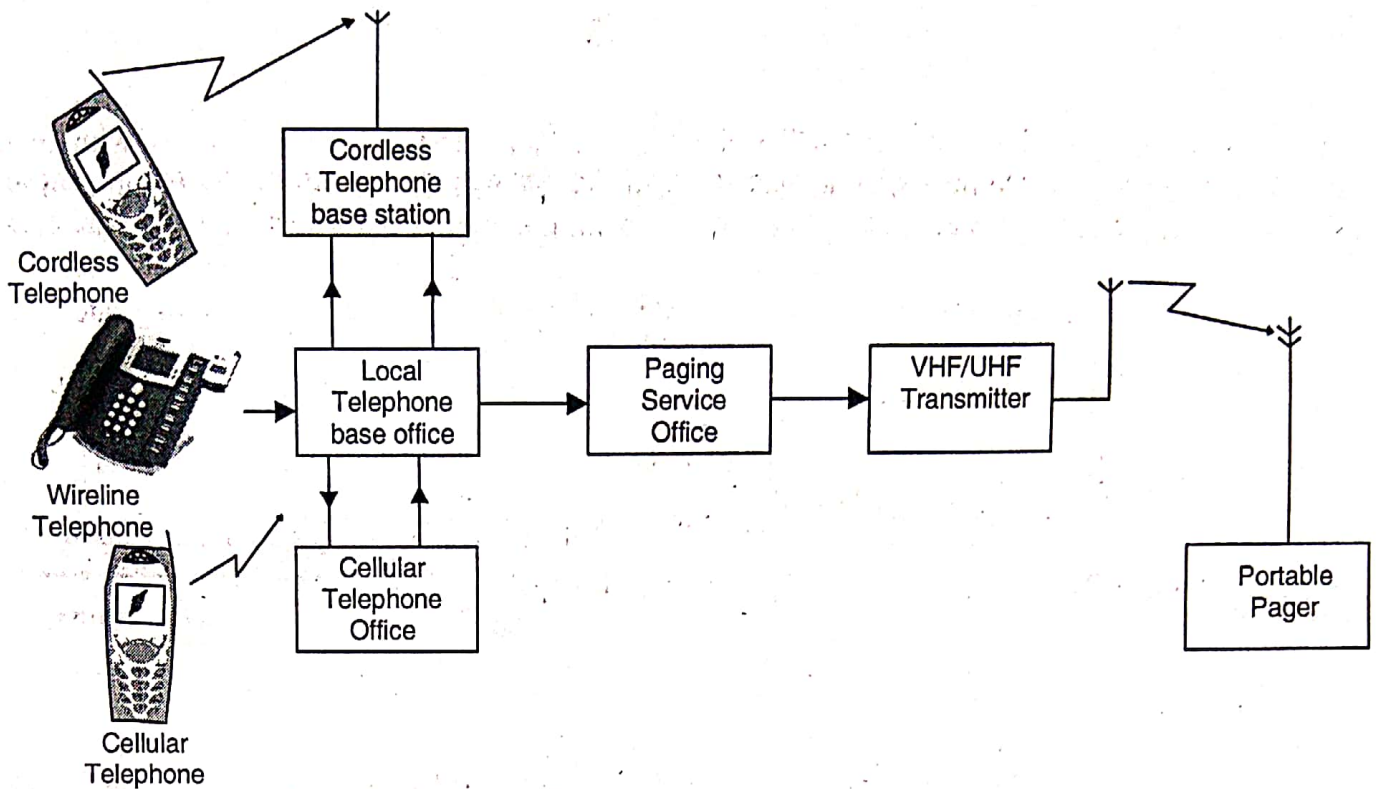 Cordless
Telephone
base station
Cordless
Telephone
Local
Telephone
base office
Paging
Service
Office
VHF/UHF
Transmitter
Wireline
Telephone
Cellular
Telephone
Office
Portable
Pager
Cellular
Telephone